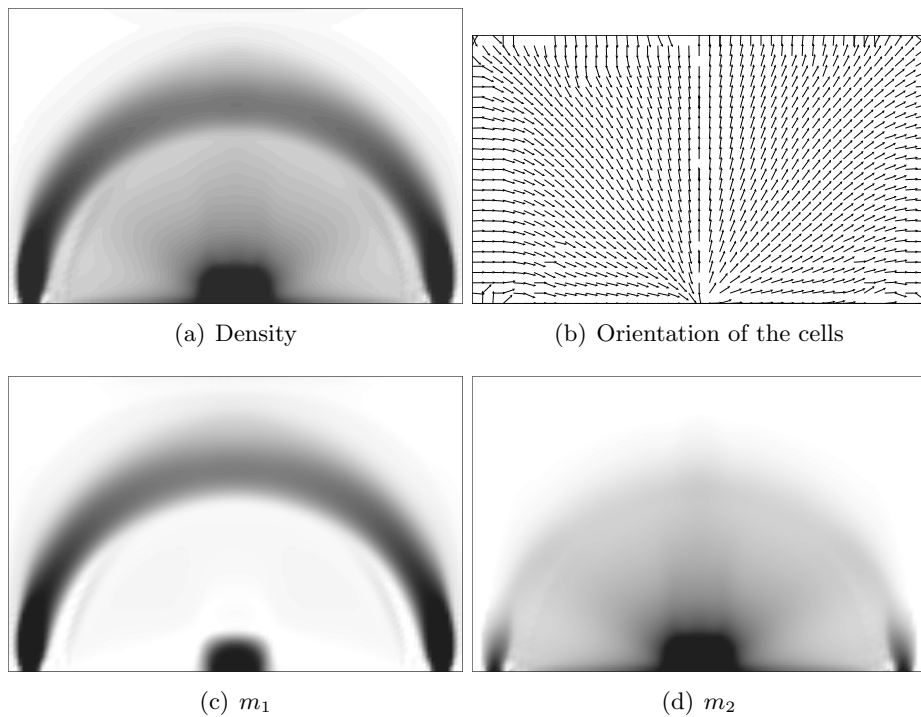 (a) Density
(b) Orientation of the cells
(c) m₁
(d) m₂